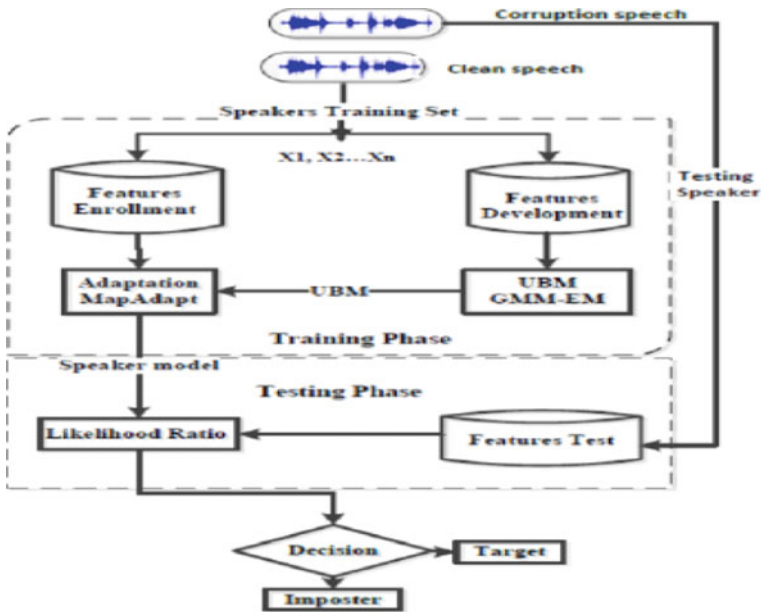 Corruption speech
Clean speech
Speakers Training Set
X1, X2...Xn
Testing
Speaker
Features
Enrollment
Features
Development
Adaptation
MapAdapt
UBM
UBM
GMM-EM
Training Phase
Speaker model
Testing Phase
Likelihood Ratio
Features Test
Decision
Target
Imposter